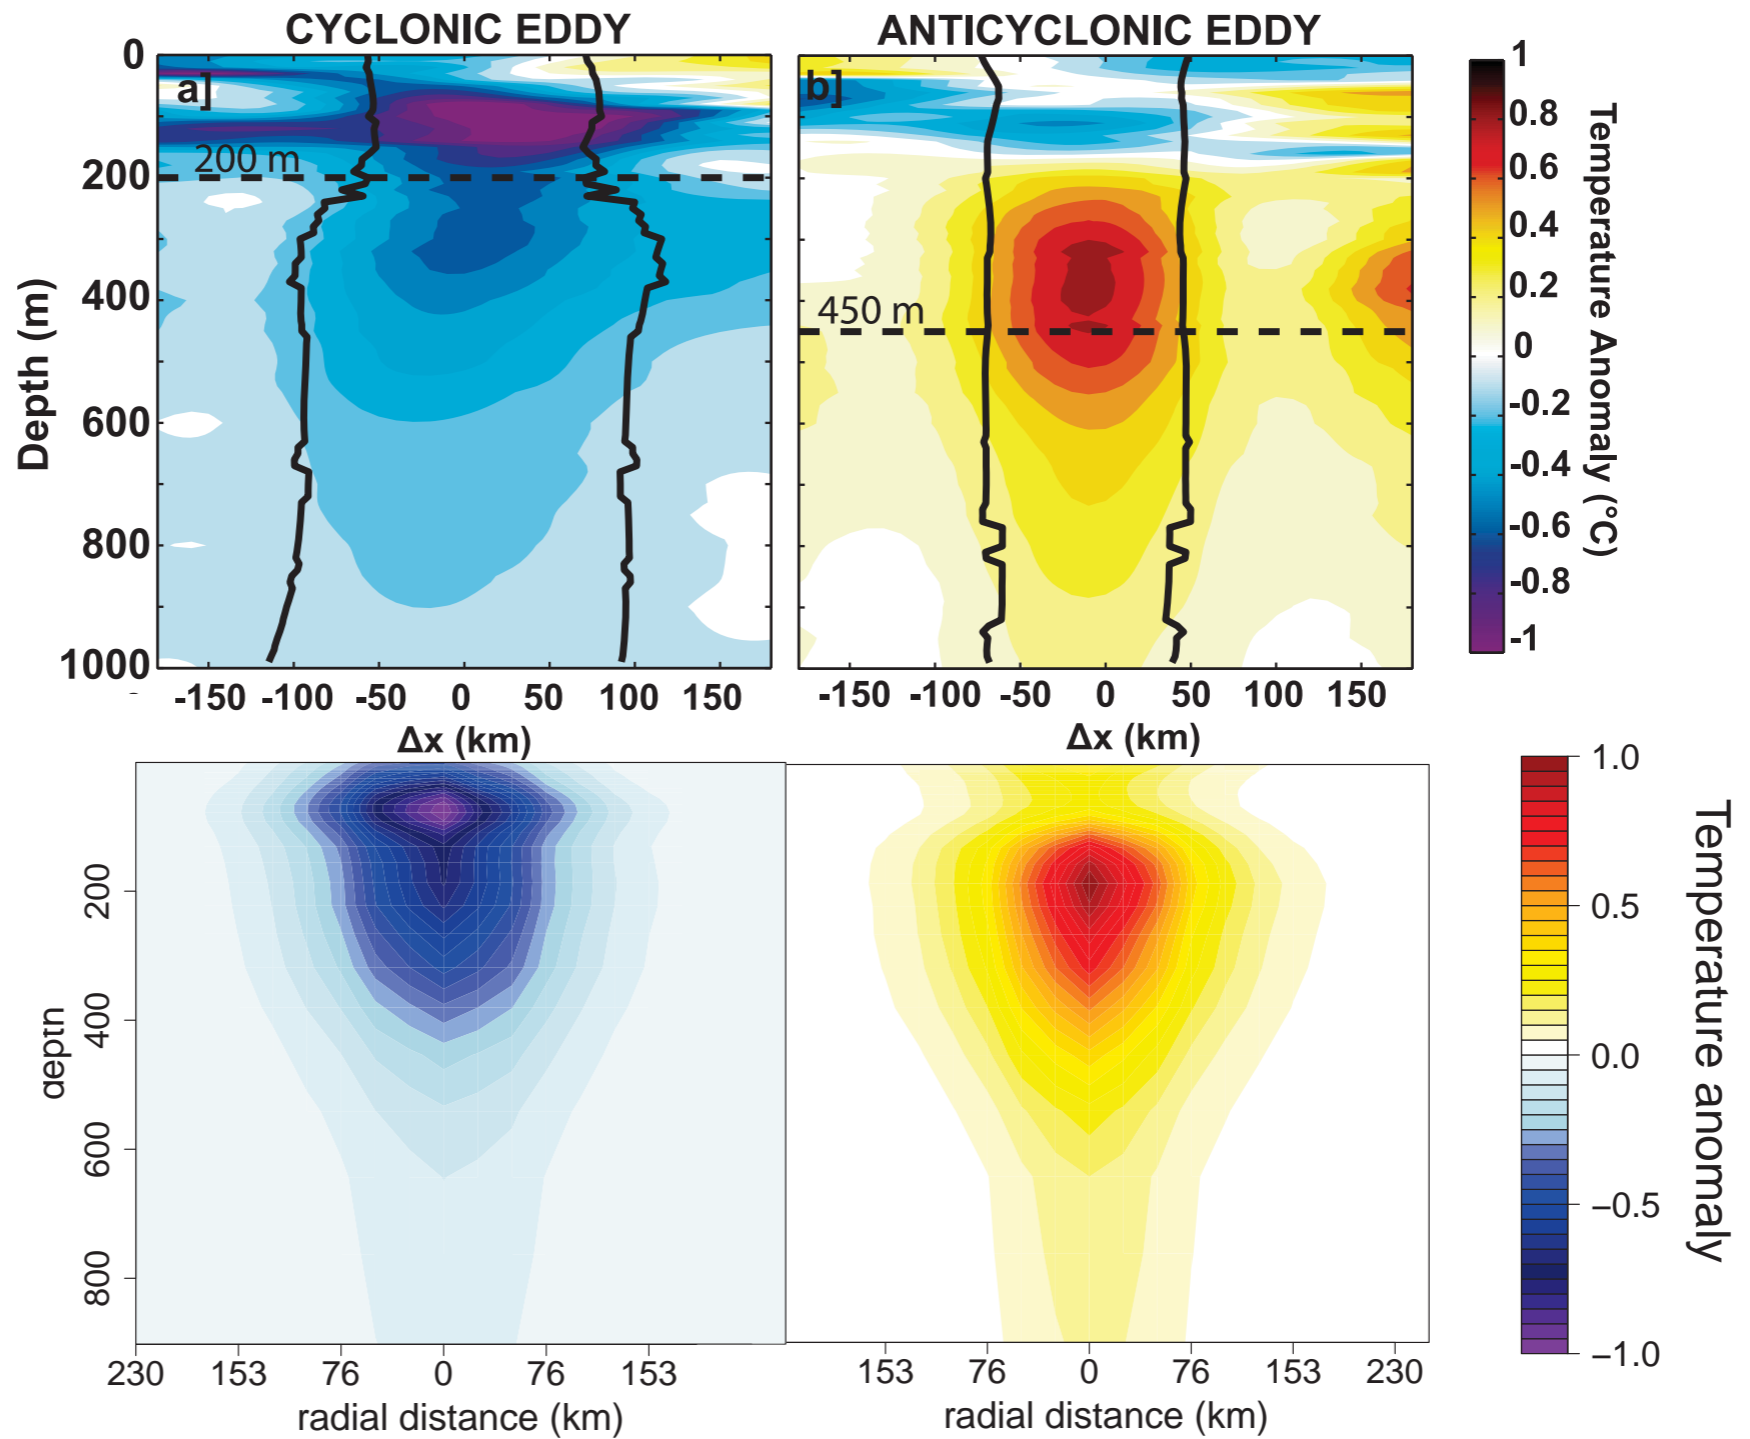 CYCLONIC EDDY
ANTICYCLONIC EDDY
a]
b]
200 m
450 m
0
200
400
600
800
1000
Depth (m)
-150 -100 -50 0 50 100 150
Δx (km)
-150 -100 -50 0 50 100 150
Δx (km)
1
0.8
0.6
0.4
0.2
0
-0.2
-0.4
-0.6
-0.8
-1
Temperature Anomaly (°C)
200
400
600
800
depth
230 153 76 0 76 153
radial distance (km)
153 76 0 76 153 230
radial distance (km)
1.0
0.5
0.0
−0.5
−1.0
Temperature anomaly